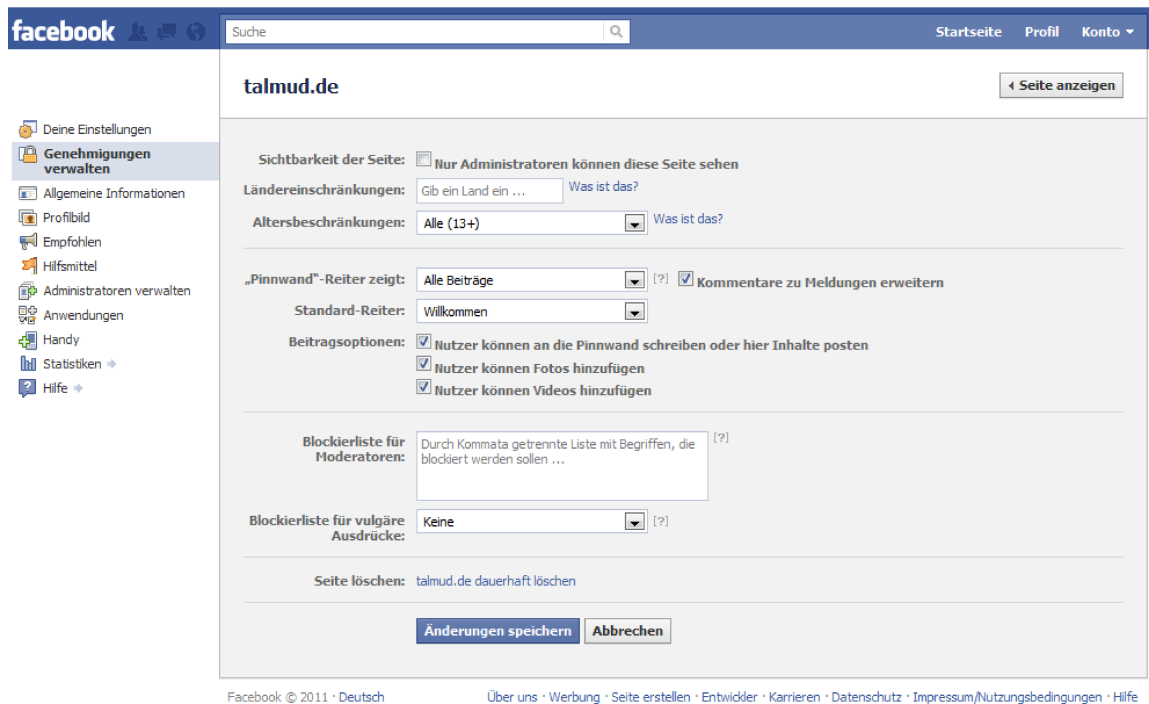 facebook
Suche
Startseite Profil Konto
talmud.de
Seite anzeigen
Deine Einstellungen
Genehmigungen
verwalten
Allgemeine Informationen
Profilbild
Empfohlen
Hilfsmittel
Administratoren verwalten
Anwendungen
Handy
Statistiken
Hilfe
Sichtbarkeit der Seite: Nur Administratoren können diese Seite sehen
Ländereinschränkungen: Gib ein Land ein ... Was ist das?
Altersbeschränkungen: Alle (13+) Was ist das?
„Pinnwand“-Reiter zeigt: Alle Beiträge [?] Kommentare zu Meldungen erweitern
Standard-Reiter: Willkommen
Beitragsoptionen: Nutzer können an die Pinnwand schreiben oder hier Inhalte posten
Nutzer können Fotos hinzufügen
Nutzer können Videos hinzufügen
Blockierliste für
Moderatoren:
Durch Kommata getrennte Liste mit Begriffen, die
blockiert werden sollen ...
[?]
Blockierliste für vulgäre
Ausdrücke:
Keine [?]
Seite löschen: talmud.de dauerhaft löschen
Änderungen speichern Abbrechen
Facebook © 2011 · Deutsch Über uns · Werbung · Seite erstellen · Entwickler · Karrieren · Datenschutz · Impressum/Nutzungsbedingungen · Hilfe